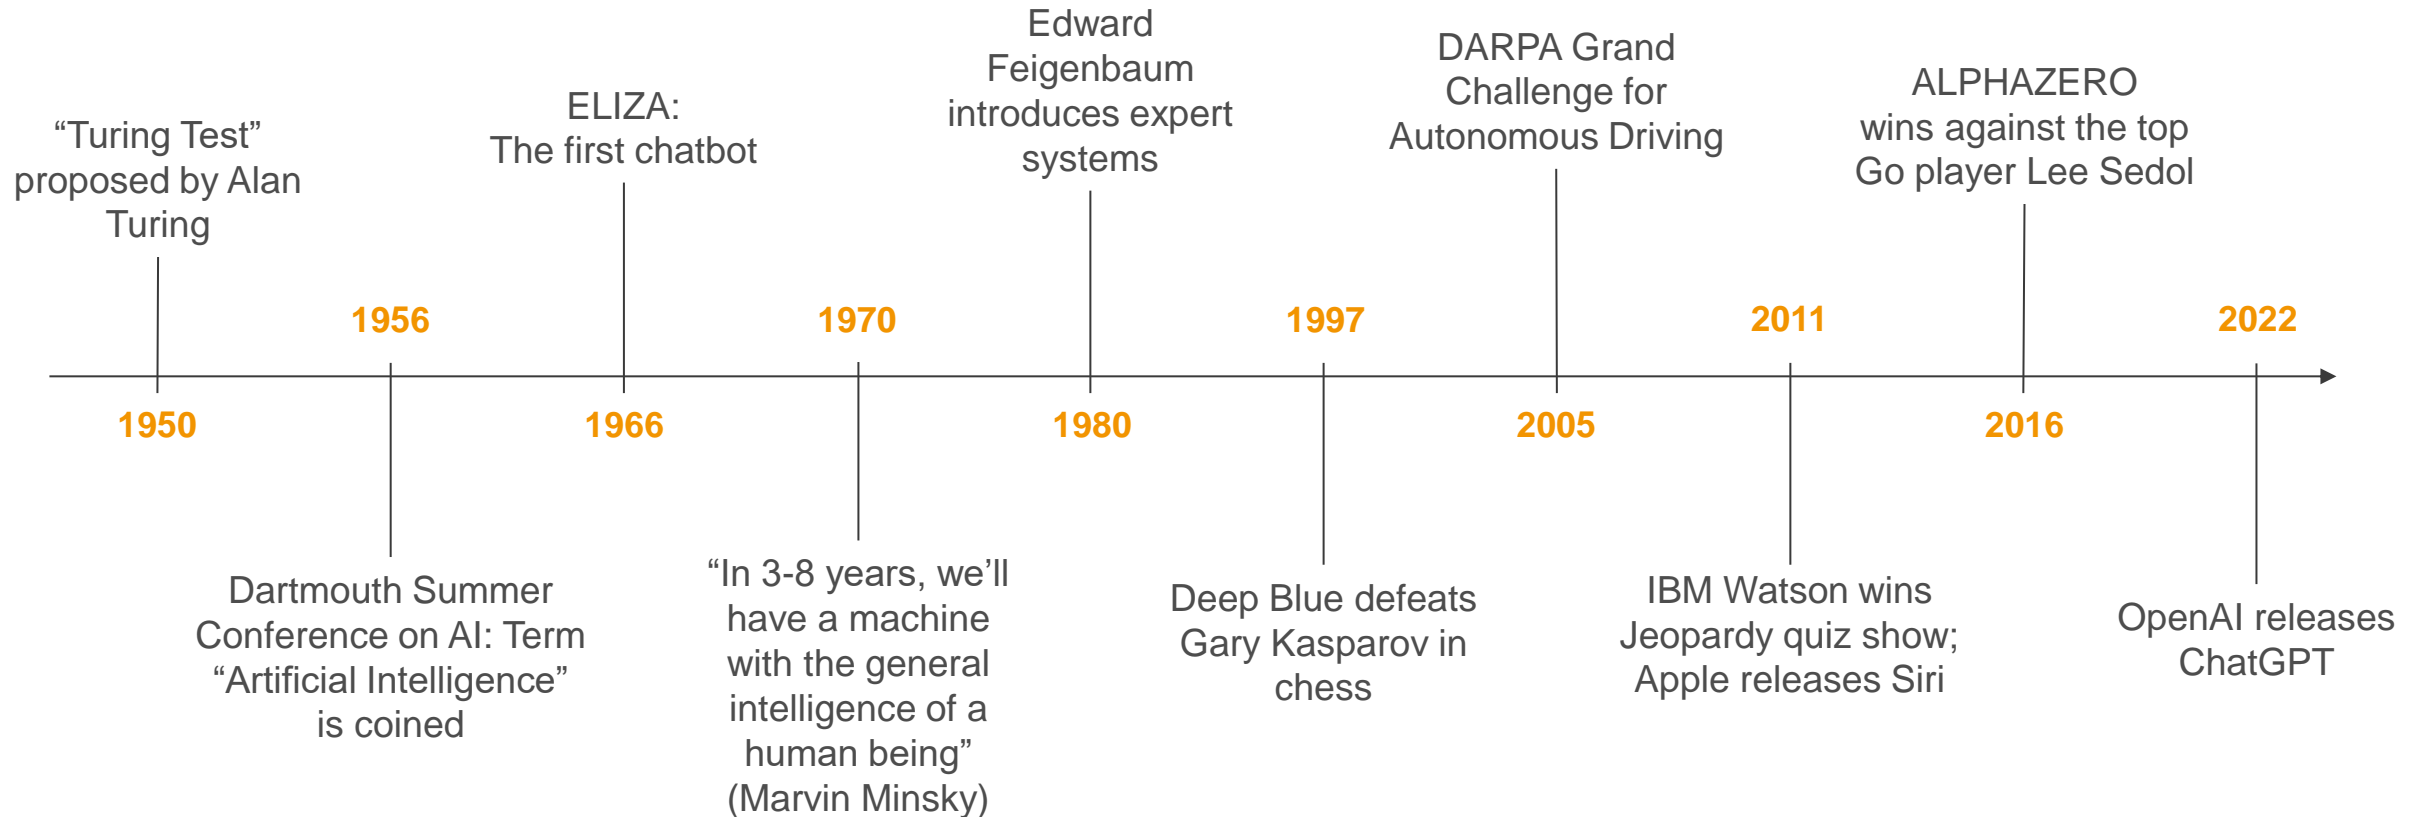 “Turing Test”
proposed by Alan
Turing
1950
1956
Dartmouth Summer
Conference on AI: Term
“Artificial Intelligence”
is coined
ELIZA:
The first chatbot
1966
1970
“In 3-8 years, we’ll
have a machine
with the general
intelligence of a
human being”
(Marvin Minsky)
Edward
Feigenbaum
introduces expert
systems
1980
1997
Deep Blue defeats
Gary Kasparov in
chess
DARPA Grand
Challenge for
Autonomous Driving
2005
2011
IBM Watson wins
Jeopardy quiz show;
Apple releases Siri
ALPHAZERO
wins against the top
Go player Lee Sedol
2016
2022
OpenAI releases
ChatGPT